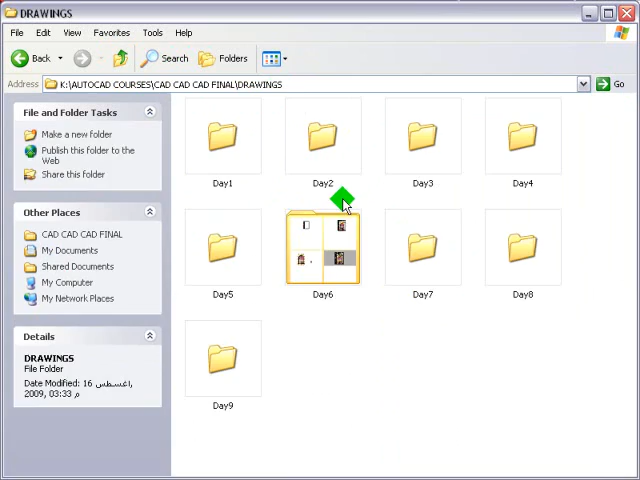 DRAWINGS
File Edit View Favorites Tools Help
Back Search Folders
Address K:\AUTOCAD COURSES\CAD CAD CAD FINAL\DRAWINGS Go
File and Folder Tasks
Make a new folder
Publish this folder to the
Web
Share this folder
Other Places
CAD CAD CAD FINAL
My Documents
Shared Documents
My Computer
My Network Places
Details
DRAWINGS
File Folder
Date Modified: 16 اغسطس,
2009, 03:33 م
Day1 Day2 Day3 Day4
Day5 Day6 Day7 Day8
Day9